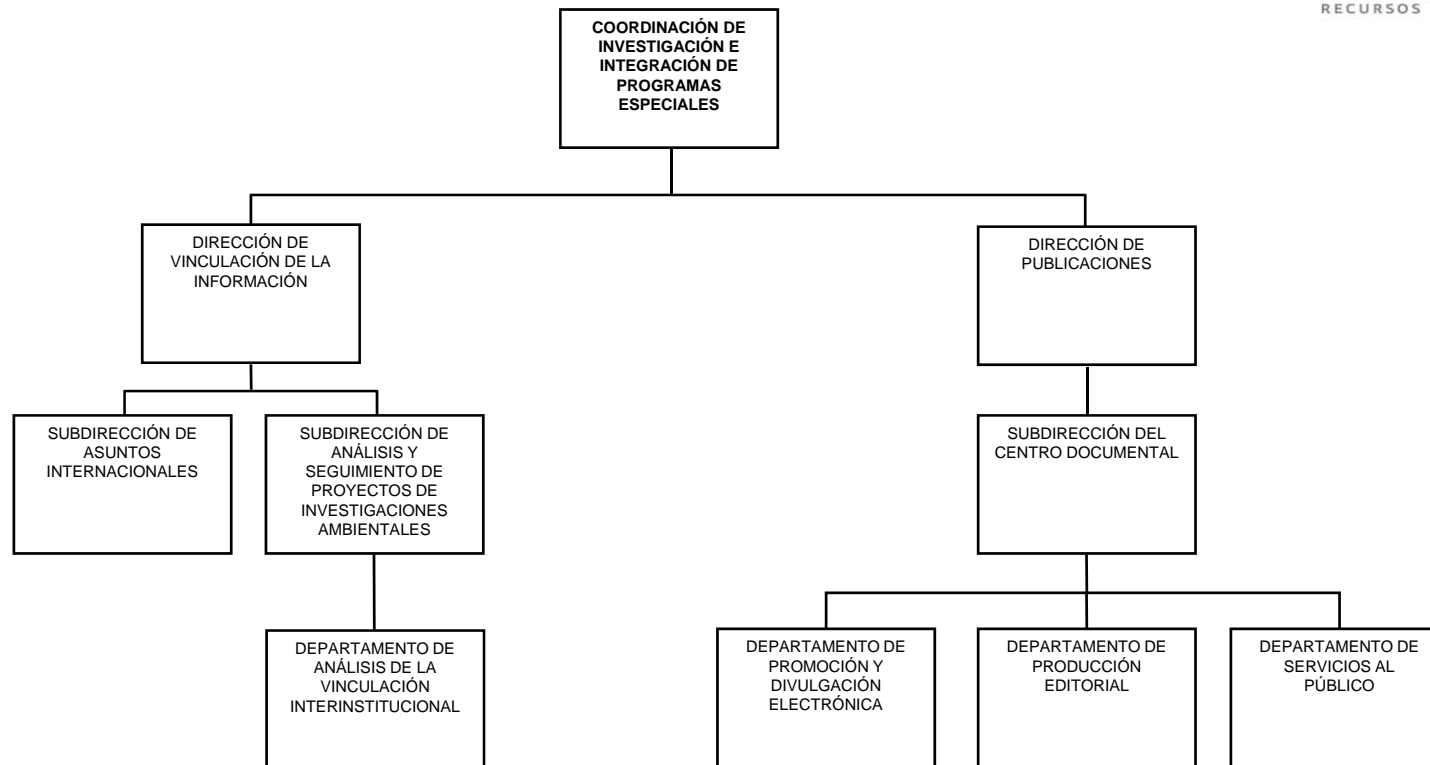 RECURSOS
COORDINACIÓN DE
INVESTIGACIÓN E
INTEGRACIÓN DE
PROGRAMAS
ESPECIALES
DIRECCIÓN DE
VINCULACIÓN DE LA
INFORMACIÓN
DIRECCIÓN DE
PUBLICACIONES
SUBDIRECCIÓN DE
ASUNTOS
INTERNACIONALES
SUBDIRECCIÓN DE
ANÁLISIS Y
SEGUIMIENTO DE
PROYECTOS DE
INVESTIGACIONES
AMBIENTALES
SUBDIRECCIÓN DEL
CENTRO DOCUMENTAL
DEPARTAMENTO DE
ANÁLISIS DE LA
VINCULACIÓN
INTERINSTITUCIONAL
DEPARTAMENTO DE
PROMOCIÓN Y
DIVULGACIÓN
ELECTRÓNICA
DEPARTAMENTO DE
PRODUCCIÓN
EDITORIAL
DEPARTAMENTO DE
SERVICIOS AL
PÚBLICO